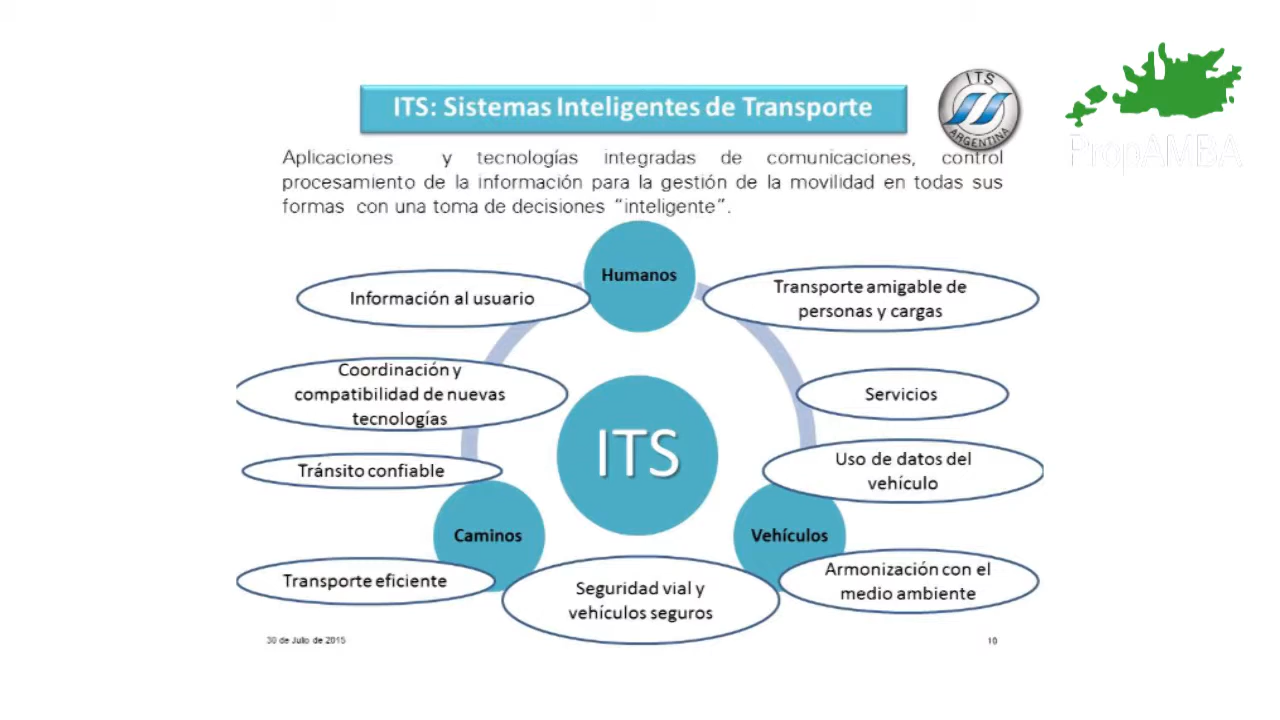 ITS: Sistemas Inteligentes de Transporte
ITS
ARGENTINA
PropAMBA
Aplicaciones y tecnologías integradas de comunicaciones, control
procesamiento de la información para la gestión de la movilidad en todas sus
formas con una toma de decisiones “inteligente”.
Humanos
Información al usuario
Transporte amigable de
personas y cargas
Coordinación y
compatibilidad de nuevas
tecnologías
Servicios
ITS
Tránsito confiable
Uso de datos del
vehículo
Caminos
Vehículos
Transporte eficiente
Seguridad vial y
vehículos seguros
Armonización con el
medio ambiente
30 de Julio de 2015
10